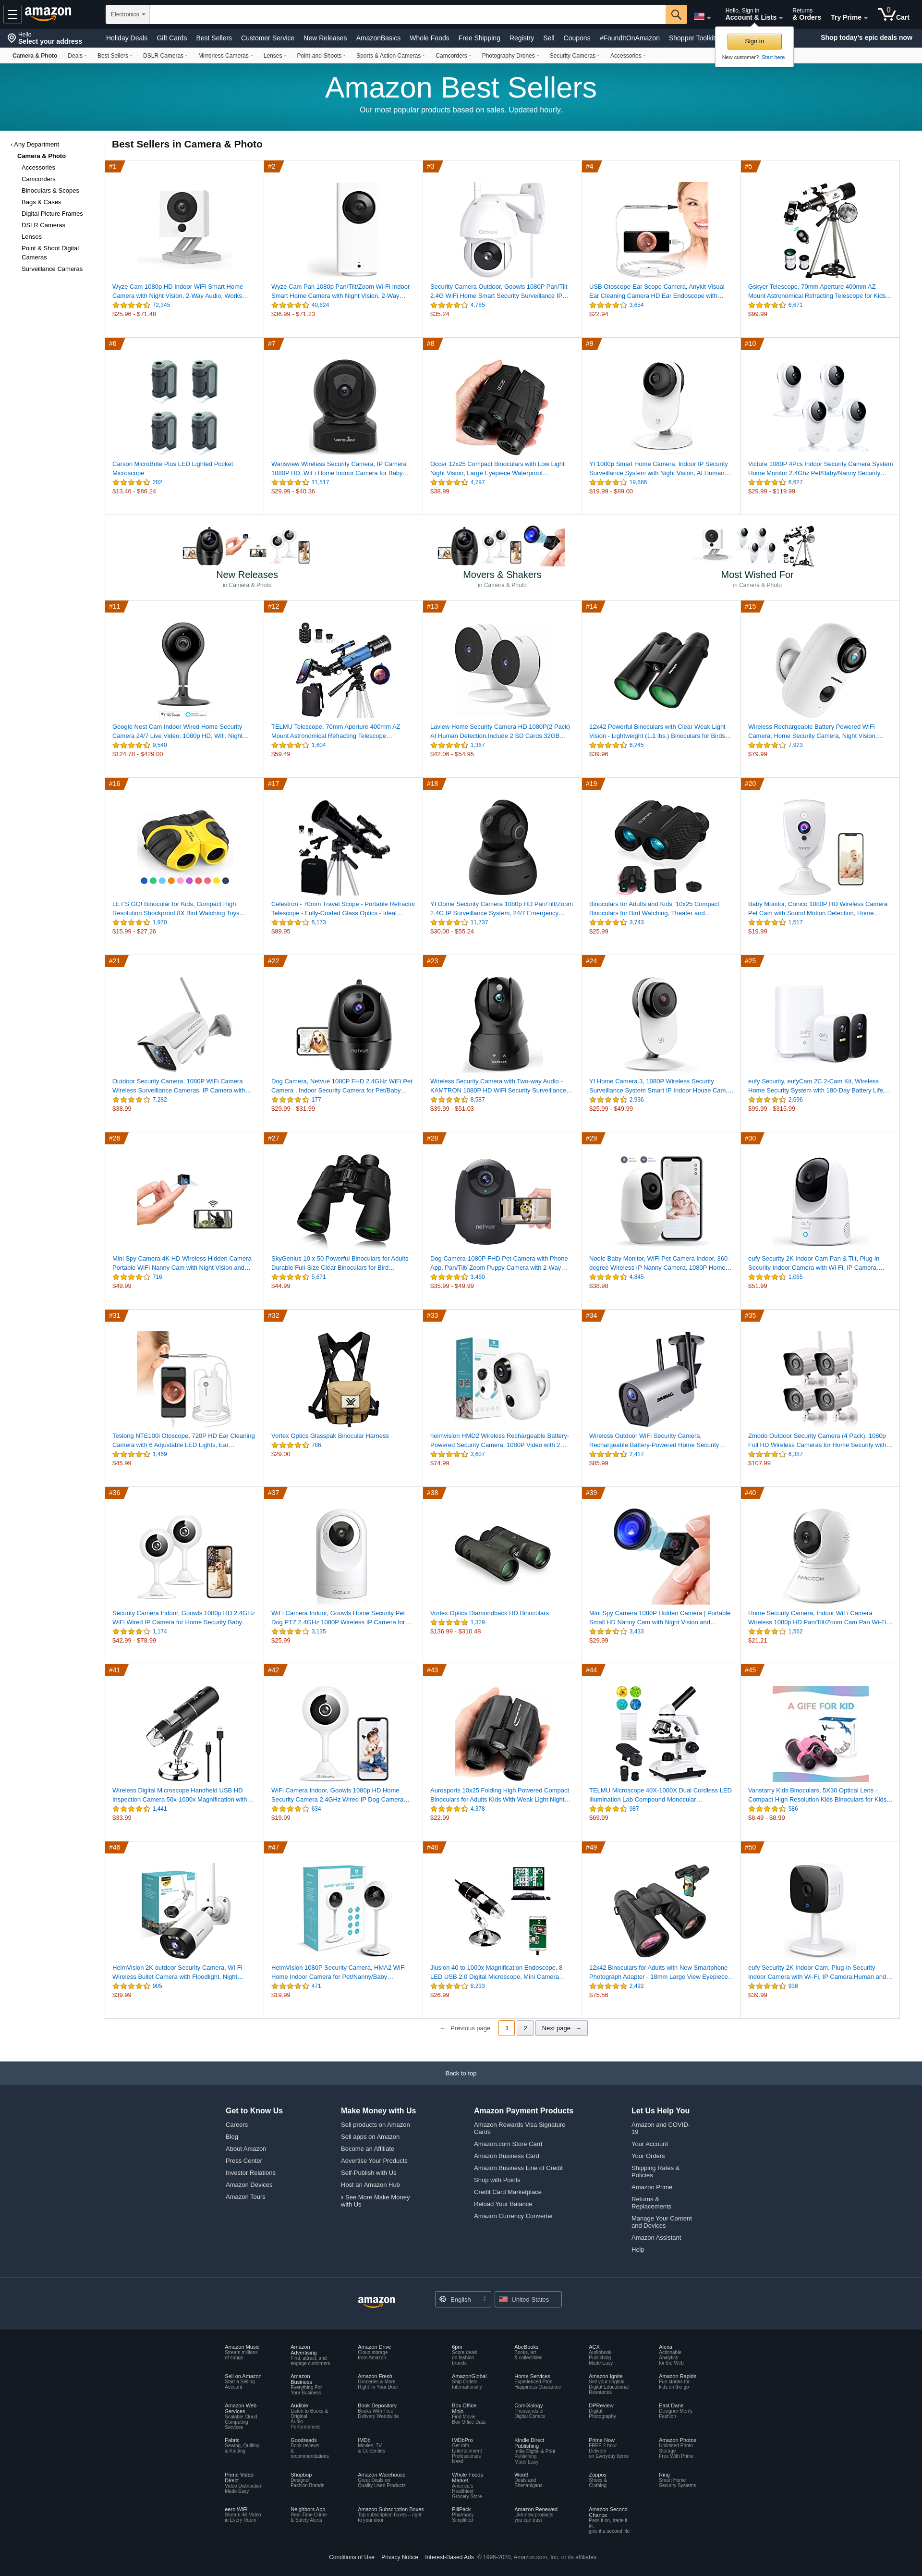 Hello
Select your address
amazon
Electronics
Hello, Sign in
Account & Lists
Returns
& Orders
Try Prime
0
Cart
Holiday Deals Gift Cards Best Sellers Customer Service New Releases AmazonBasics Whole Foods Free Shipping Registry Sell Coupons #FoundItOnAmazon Shopper Toolkit
Shop today's epic deals now
Sign in
New customer? Start here.
Camera & Photo Deals Best Sellers DSLR Cameras Mirrorless Cameras Lenses Point-and-Shoots Sports & Action Cameras Camcorders Photography Drones Security Cameras Accessories
Amazon Best Sellers
Our most popular products based on sales. Updated hourly.
‹ Any Department
Camera & Photo
Accessories
Camcorders
Binoculars & Scopes
Bags & Cases
Digital Picture Frames
DSLR Cameras
Lenses
Point & Shoot Digital
Cameras
Surveillance Cameras
Best Sellers in Camera & Photo
#1
Wyze Cam 1080p HD Indoor WiFi Smart Home
Camera with Night Vision, 2-Way Audio, Works…
72,345
$25.96 - $71.48
#2
Wyze Cam Pan 1080p Pan/Tilt/Zoom Wi-Fi Indoor
Smart Home Camera with Night Vision, 2-Way…
40,624
$36.99 - $71.23
#3
Security Camera Outdoor, Goowls 1080P Pan/Tilt
2.4G WiFi Home Smart Security Surveillance IP…
4,785
$35.24
#4
USB Otoscope-Ear Scope Camera, Anykit Visual
Ear Cleaning Camera HD Ear Endoscope with…
3,654
$22.94
#5
Gskyer Telescope, 70mm Aperture 400mm AZ
Mount Astronomical Refracting Telescope for Kids…
6,671
$99.99
#6
Carson MicroBrite Plus LED Lighted Pocket
Microscope
282
$13.46 - $86.24
#7
Wansview Wireless Security Camera, IP Camera
1080P HD, WiFi Home Indoor Camera for Baby…
11,517
$29.99 - $40.36
#8
Occer 12x25 Compact Binoculars with Low Light
Night Vision, Large Eyepiece Waterproof…
4,797
$38.99
#9
YI 1080p Smart Home Camera, Indoor IP Security
Surveillance System with Night Vision, AI Human…
19,686
$19.99 - $89.00
#10
Victure 1080P 4Pcs Indoor Security Camera System
Home Monitor 2.4Ghz Pet/Baby/Nanny Security…
6,627
$29.99 - $119.99
New Releases
in Camera & Photo
Movers & Shakers
in Camera & Photo
Most Wished For
in Camera & Photo
#11
Google Nest Cam Indoor Wired Home Security
Camera 24/7 Live Video, 1080p HD, Wifi, Night…
9,540
$124.78 - $429.00
#12
TELMU Telescope, 70mm Aperture 400mm AZ
Mount Astronomical Refracting Telescope…
1,604
$59.49
#13
Laview Home Security Camera HD 1080P(2 Pack)
AI Human Detection,Include 2 SD Cards,32GB…
1,367
$42.06 - $54.95
#14
12x42 Powerful Binoculars with Clear Weak Light
Vision - Lightweight (1.1 lbs.) Binoculars for Birds…
6,245
$39.96
#15
Wireless Rechargeable Battery Powered WiFi
Camera, Home Security Camera, Night Vision,…
7,923
$79.99
#16
LET'S GO! Binocular for Kids, Compact High
Resolution Shockproof 8X Bird Watching Toys…
1,970
$15.99 - $27.26
#17
Celestron - 70mm Travel Scope - Portable Refractor
Telescope - Fully-Coated Glass Optics - Ideal…
5,173
$89.95
#18
YI Dome Security Camera 1080p HD Pan/Tilt/Zoom
2.4G IP Surveillance System, 24/7 Emergency…
11,737
$30.00 - $55.24
#19
Binoculars for Adults and Kids, 10x25 Compact
Binoculars for Bird Watching, Theater and…
3,743
$25.99
#20
Baby Monitor, Conico 1080P HD Wireless Camera
Pet Cam with Sound Motion Detection, Home…
1,517
$19.99
#21
Outdoor Security Camera, 1080P WiFi Camera
Wireless Surveillance Cameras, IP Camera with…
7,282
$38.99
#22
netvue
Dog Camera, Netvue 1080P FHD 2.4GHz WiFi Pet
Camera , Indoor Security Camera for Pet/Baby…
177
$29.99 - $31.99
#23
Wireless Security Camera with Two-way Audio -
KAMTRON 1080P HD WiFi Security Surveillance…
8,587
$39.99 - $51.03
#24
YI Home Camera 3, 1080P Wireless Security
Surveillance System Smart IP Indoor House Cam,…
2,936
$25.99 - $49.99
#25
eufy Security, eufyCam 2C 2-Cam Kit, Wireless
Home Security System with 180-Day Battery Life,…
2,696
$99.99 - $315.99
#26
Mini Spy Camera 4K HD Wireless Hidden Camera
Portable WiFi Nanny Cam with Night Vision and…
716
$49.99
#27
SkyGenius 10 x 50 Powerful Binoculars for Adults
Durable Full-Size Clear Binoculars for Bird…
5,671
$44.99
#28
netvue
Dog Camera-1080P FHD Pet Camera with Phone
App, Pan/Tilt/ Zoom Puppy Camera with 2-Way…
3,460
$35.99 - $49.99
#29
Nooie Baby Monitor, WiFi Pet Camera Indoor, 360-
degree Wireless IP Nanny Camera, 1080P Home…
4,845
$38.98
#30
eufy Security 2K Indoor Cam Pan & Tilt, Plug-in
Security Indoor Camera with Wi-Fi, IP Camera,…
1,065
$51.99
#31
Teslong NTE100i Otoscope, 720P HD Ear Cleaning
Camera with 6 Adjustable LED Lights, Ear…
1,469
$45.99
#32
Vortex Optics Glasspak Binocular Harness
786
$29.00
#33
heimvision HMD2 Wireless Rechargeable Battery-
Powered Security Camera, 1080P Video with 2…
3,607
$74.99
#34
Wireless Outdoor WiFi Security Camera,
Rechargeable Battery-Powered Home Security…
2,417
$85.99
#35
Zmodo Outdoor Security Camera (4 Pack), 1080p
Full HD Wireless Cameras for Home Security with…
6,387
$107.99
#36
Security Camera Indoor, Goowls 1080p HD 2.4GHz
WiFi Wired IP Camera for Home Security Baby…
1,174
$42.99 - $78.99
#37
WiFi Camera Indoor, Goowls Home Security Pet
Dog PTZ 2.4GHz 1080P Wireless IP Camera for…
3,135
$25.99
#38
Vortex Optics Diamondback HD Binoculars
1,329
$136.99 - $310.48
#39
Mini Spy Camera 1080P Hidden Camera | Portable
Small HD Nanny Cam with Night Vision and…
3,433
$29.99
#40
AMICCOM
Home Security Camera, Indoor WiFi Camera
Wireless 1080p HD Pan/Tilt/Zoom Cam Pan Wi-Fi…
1,562
$21.21
#41
Wireless Digital Microscope Handheld USB HD
Inspection Camera 50x-1000x Magnification with…
1,441
$33.99
#42
WiFi Camera Indoor, Goowls 1080p HD Home
Security Camera 2.4GHz Wired IP Dog Camera…
634
$19.99
#43
Aurosports 10x25 Folding High Powered Compact
Binoculars for Adults Kids With Weak Light Night…
4,378
$22.99
#44
TELMU Microscope 40X-1000X Dual Cordless LED
Illumination Lab Compound Monocular…
987
$69.99
#45
A GIFE FOR KID
Vanstarry Kids Binoculars, 5X30 Optical Lens -
Compact High Resolution Kids Binoculars for Kids…
586
$6.49 - $8.99
#46
HeimVision 2K outdoor Security Camera, Wi-Fi
Wireless Bullet Camera with Floodlight, Night…
905
$39.99
#47
HeimVision 1080P Security Camera, HMA2 WiFi
Home Indoor Camera for Pet/Nanny/Baby…
471
$19.99
#48
Jiusion 40 to 1000x Magnification Endoscope, 8
LED USB 2.0 Digital Microscope, Mini Camera…
8,233
$26.99
#49
12x42 Binoculars for Adults with New Smartphone
Photograph Adapter - 18mm Large View Eyepiece…
2,492
$75.56
#50
eufy Security 2K Indoor Cam, Plug-in Security
Indoor Camera with Wi-Fi, IP Camera,Human and…
938
$39.99
← Previous page 1 2 Next page →
Back to top
Get to Know Us
Careers
Blog
About Amazon
Press Center
Investor Relations
Amazon Devices
Amazon Tours
Make Money with Us
Sell products on Amazon
Sell apps on Amazon
Become an Affiliate
Advertise Your Products
Self-Publish with Us
Host an Amazon Hub
› See More Make Money
with Us
Amazon Payment Products
Amazon Rewards Visa Signature
Cards
Amazon.com Store Card
Amazon Business Card
Amazon Business Line of Credit
Shop with Points
Credit Card Marketplace
Reload Your Balance
Amazon Currency Converter
Let Us Help You
Amazon and COVID-
19
Your Account
Your Orders
Shipping Rates &
Policies
Amazon Prime
Returns &
Replacements
Manage Your Content
and Devices
Amazon Assistant
Help
amazon
English
United States
Amazon Music
Stream millions
of songs
Amazon
Advertising
Find, attract, and
engage customers
Amazon Drive
Cloud storage
from Amazon
6pm
Score deals
on fashion
brands
AbeBooks
Books, art
& collectibles
ACX
Audiobook
Publishing
Made Easy
Alexa
Actionable
Analytics
for the Web
Sell on Amazon
Start a Selling
Account
Amazon
Business
Everything For
Your Business
Amazon Fresh
Groceries & More
Right To Your Door
AmazonGlobal
Ship Orders
Internationally
Home Services
Experienced Pros
Happiness Guarantee
Amazon Ignite
Sell your original
Digital Educational
Resources
Amazon Rapids
Fun stories for
kids on the go
Amazon Web
Services
Scalable Cloud
Computing
Services
Audible
Listen to Books &
Original
Audio
Performances
Book Depository
Books With Free
Delivery Worldwide
Box Office
Mojo
Find Movie
Box Office Data
ComiXology
Thousands of
Digital Comics
DPReview
Digital
Photography
East Dane
Designer Men's
Fashion
Fabric
Sewing, Quilting
& Knitting
Goodreads
Book reviews
&
recommendations
IMDb
Movies, TV
& Celebrities
IMDbPro
Get Info
Entertainment
Professionals
Need
Kindle Direct
Publishing
Indie Digital & Print
Publishing
Made Easy
Prime Now
FREE 2-hour
Delivery
on Everyday Items
Amazon Photos
Unlimited Photo
Storage
Free With Prime
Prime Video
Direct
Video Distribution
Made Easy
Shopbop
Designer
Fashion Brands
Amazon Warehouse
Great Deals on
Quality Used Products
Whole Foods
Market
America's
Healthiest
Grocery Store
Woot!
Deals and
Shenanigans
Zappos
Shoes &
Clothing
Ring
Smart Home
Security Systems
eero WiFi
Stream 4K Video
in Every Room
Neighbors App
Real-Time Crime
& Safety Alerts
Amazon Subscription Boxes
Top subscription boxes – right
to your door
PillPack
Pharmacy
Simplified
Amazon Renewed
Like-new products
you can trust
Amazon Second
Chance
Pass it on, trade it
in,
give it a second life
Conditions of Use Privacy Notice Interest-Based Ads © 1996-2020, Amazon.com, Inc. or its affiliates